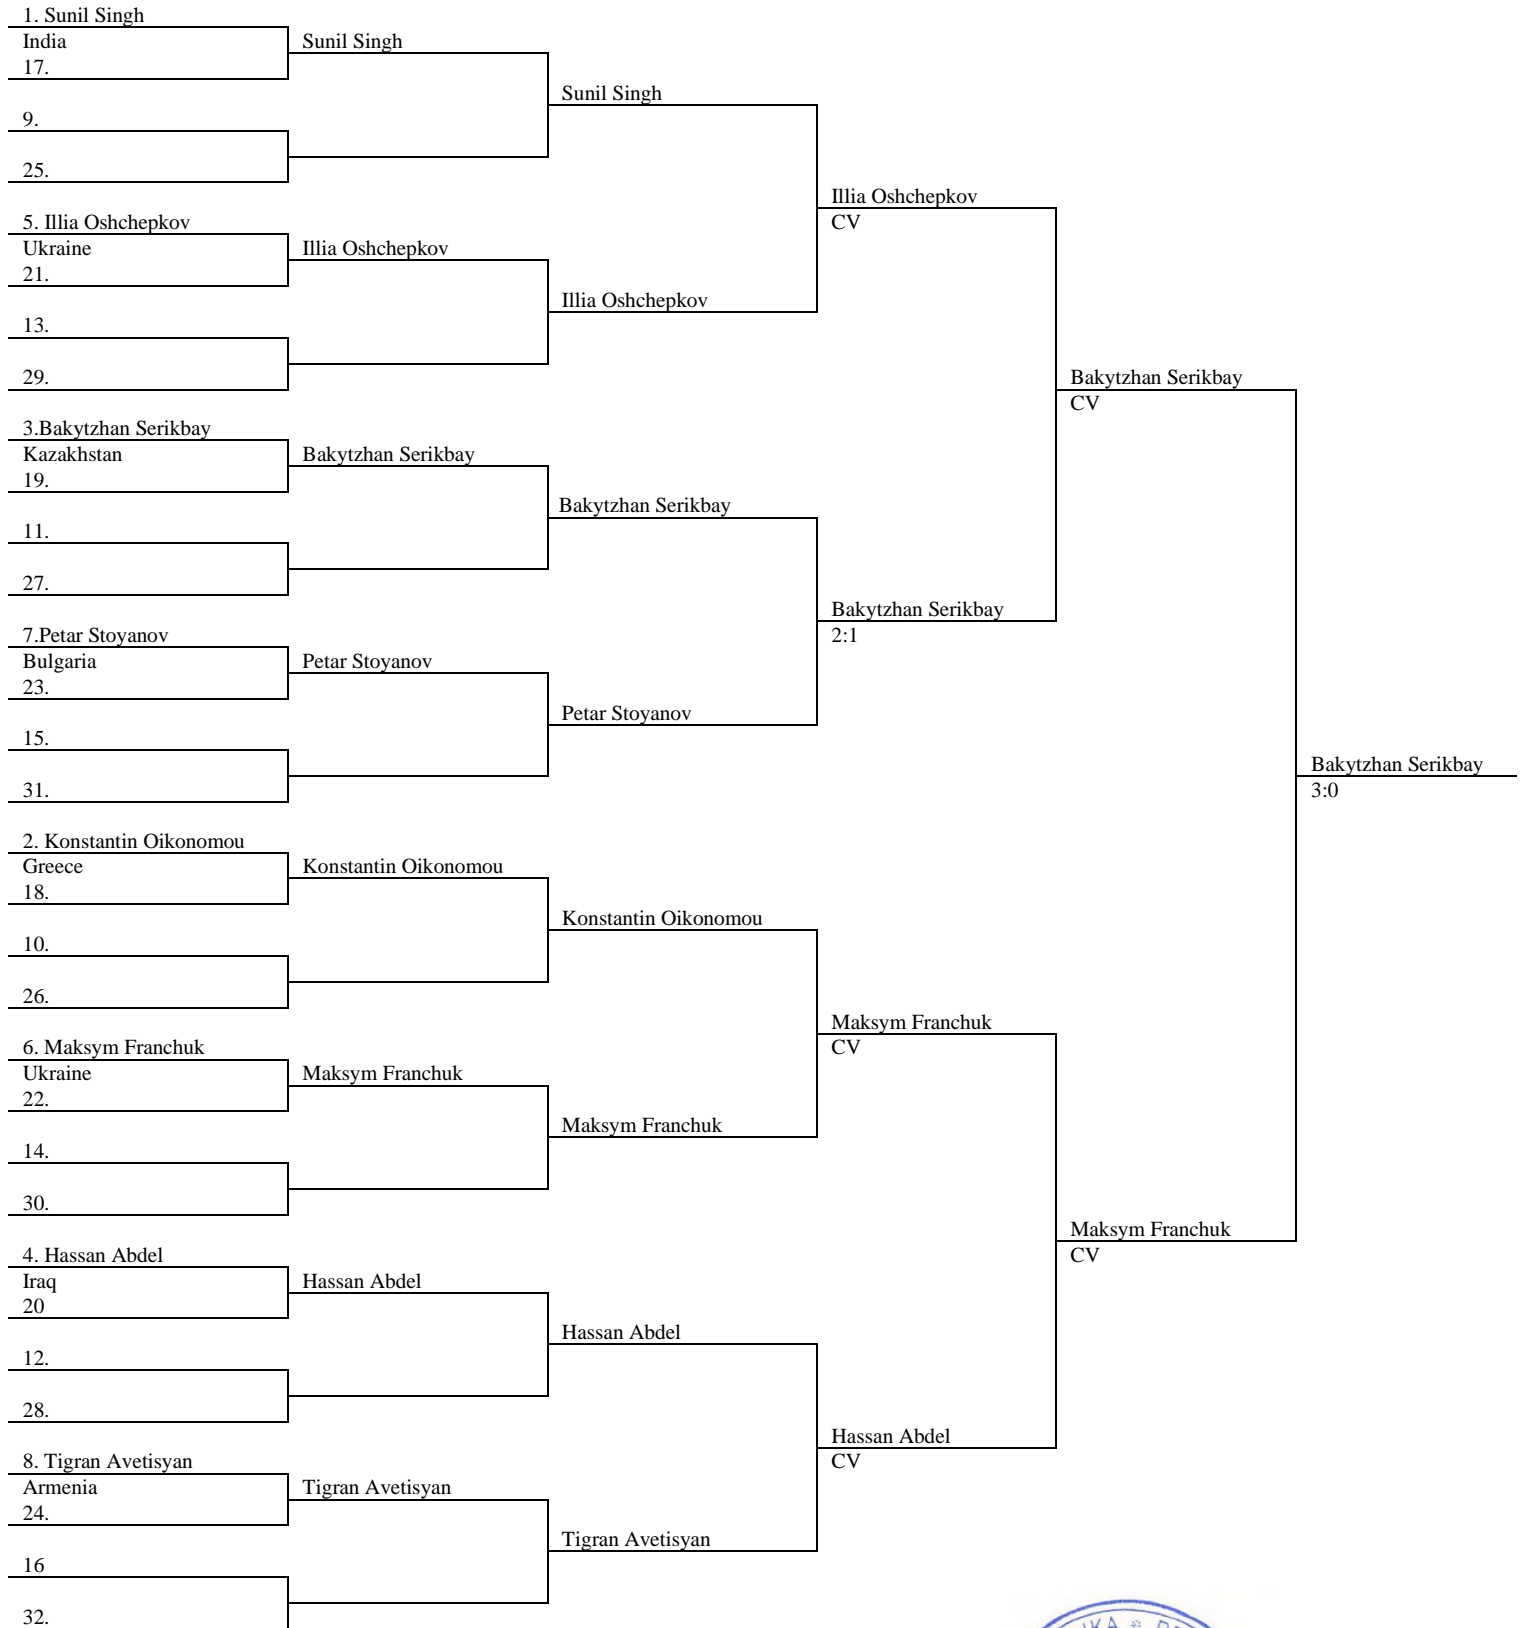 1. Sunil Singh
India
17.
9.
25.
5. Illia Oshchepkov
Ukraine
21.
13.
29.
3.Bakytzhan Serikbay
Kazakhstan
19.
11.
27.
7.Petar Stoyanov
Bulgaria
23.
15.
31.
2. Konstantin Oikonomou
Greece
18.
10.
26.
6. Maksym Franchuk
Ukraine
22.
14.
30.
4. Hassan Abdel
Iraq
20
12.
28.
8. Tigran Avetisyan
Armenia
24.
16
32.
Sunil Singh
Illia Oshchepkov
Bakytzhan Serikbay
Petar Stoyanov
Konstantin Oikonomou
Maksym Franchuk
Hassan Abdel
Tigran Avetisyan
Sunil Singh
Illia Oshchepkov
Bakytzhan Serikbay
Petar Stoyanov
Konstantin Oikonomou
Maksym Franchuk
Hassan Abdel
Tigran Avetisyan
Illia Oshchepkov
CV
Bakytzhan Serikbay
2:1
Maksym Franchuk
CV
Hassan Abdel
CV
Bakytzhan Serikbay
CV
Maksym Franchuk
CV
Bakytzhan Serikbay
3:0